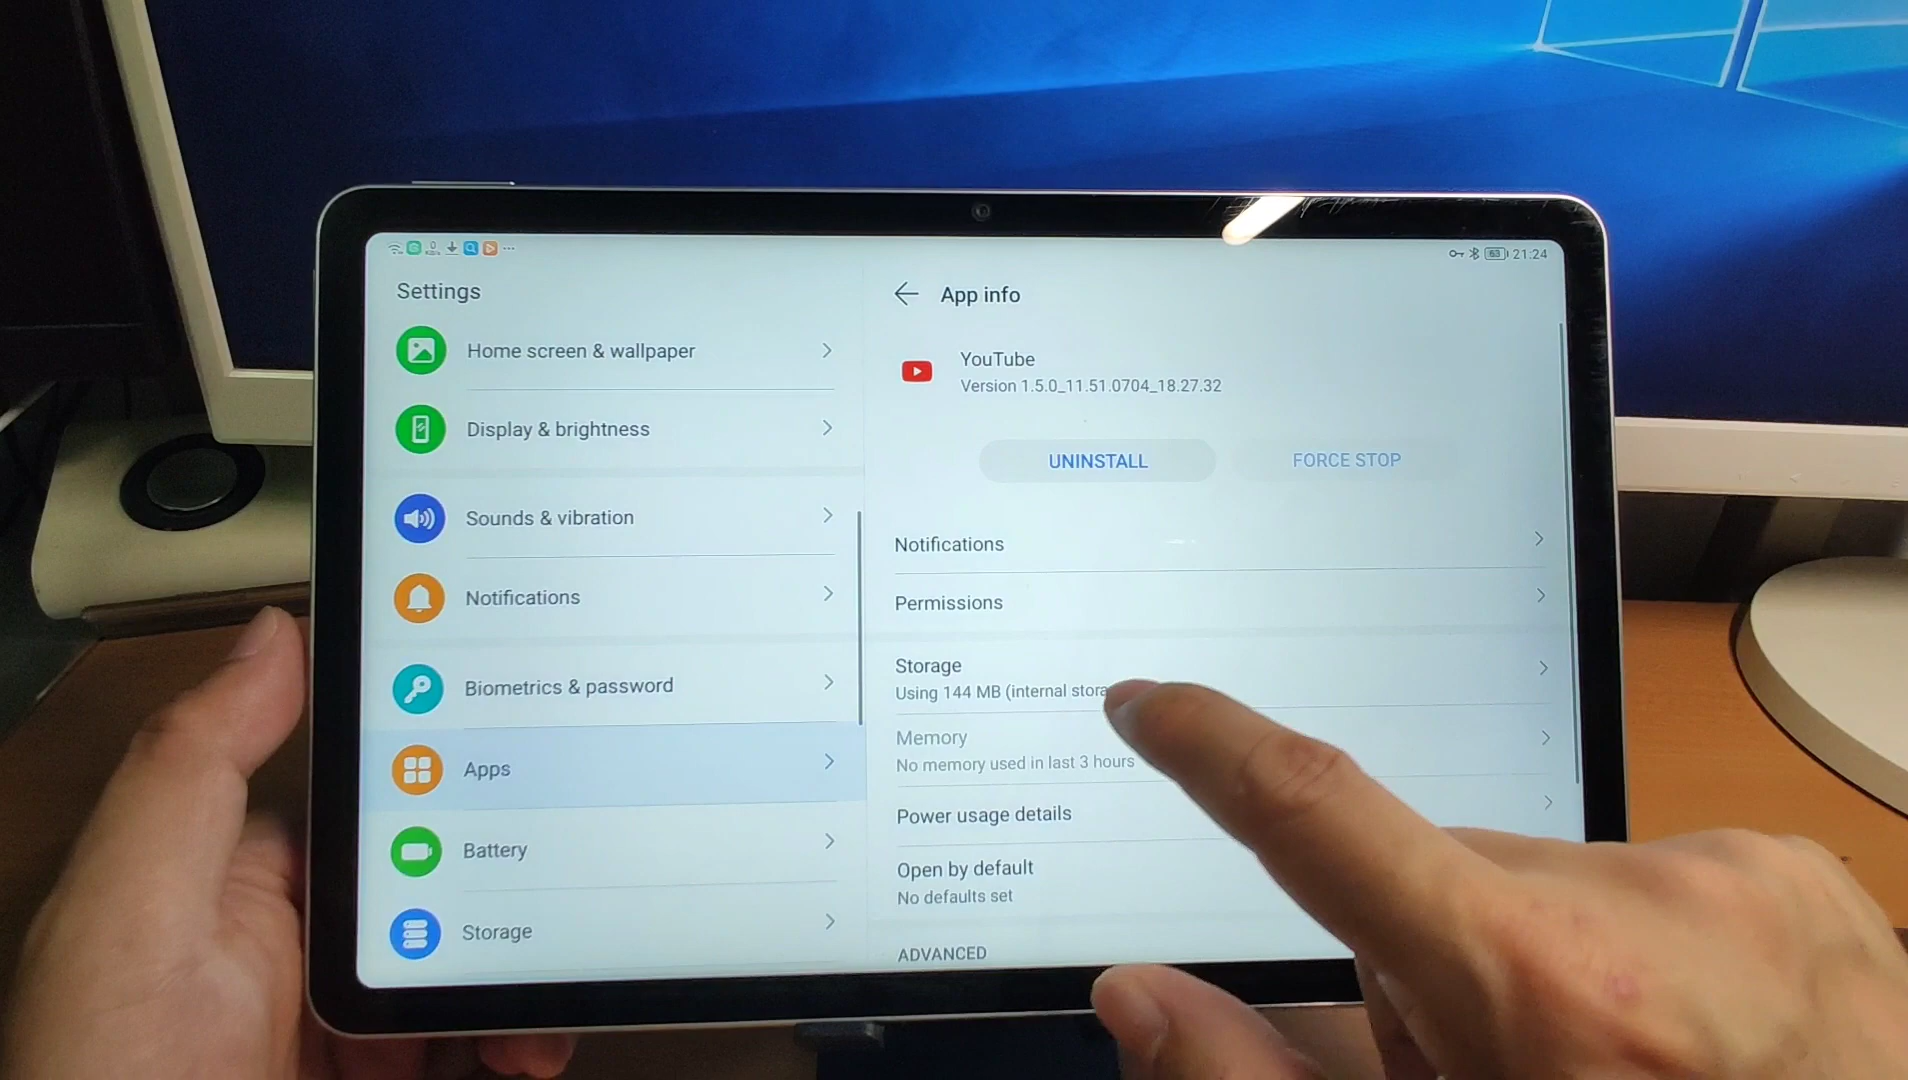 21:24
Settings
Home screen & wallpaper
Display & brightness
Sounds & vibration
Notifications
Biometrics & password
Apps
Battery
Storage
App info
YouTube
Version 1.5.0_11.51.0704_18.27.32
UNINSTALL
FORCE STOP
Notifications
Permissions
Storage
Using 144 MB (internal stora
Memory
No memory used in last 3 hours
Power usage details
Open by default
No defaults set
ADVANCED